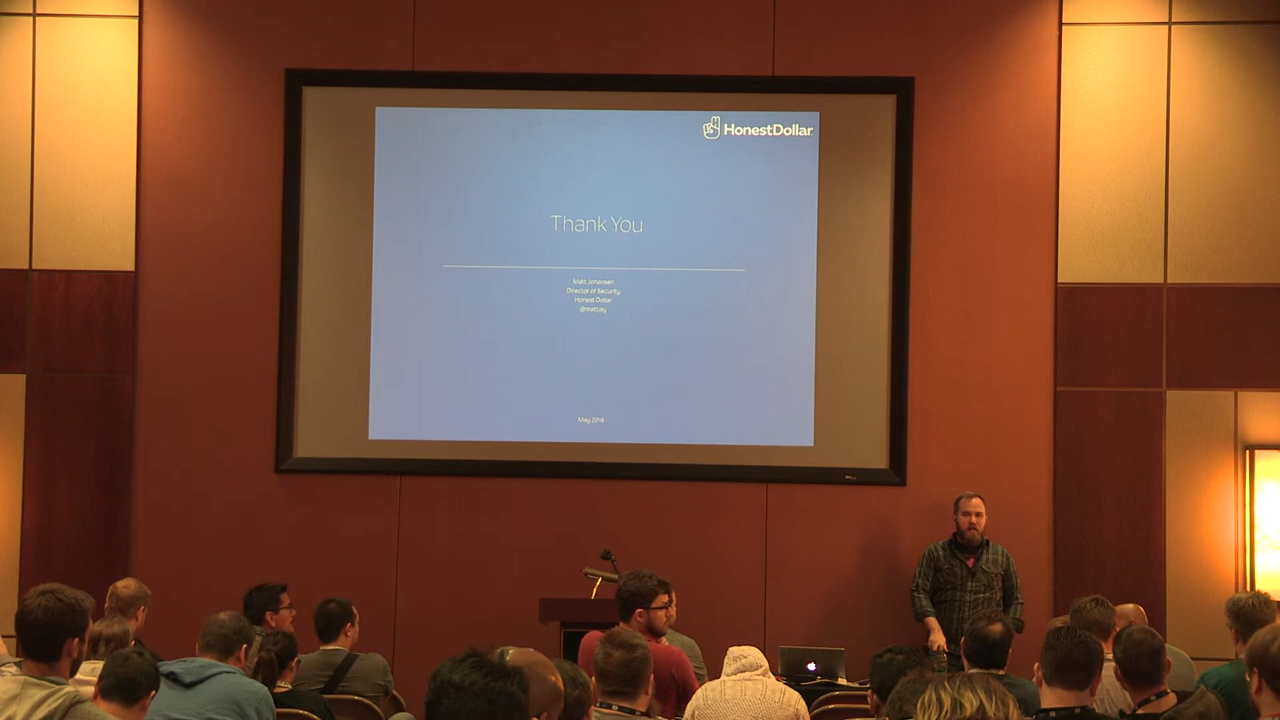 HonestDollar
Thank You
Matt Johansen
Director of Security
Honest Dollar
@mattjay
May 2016